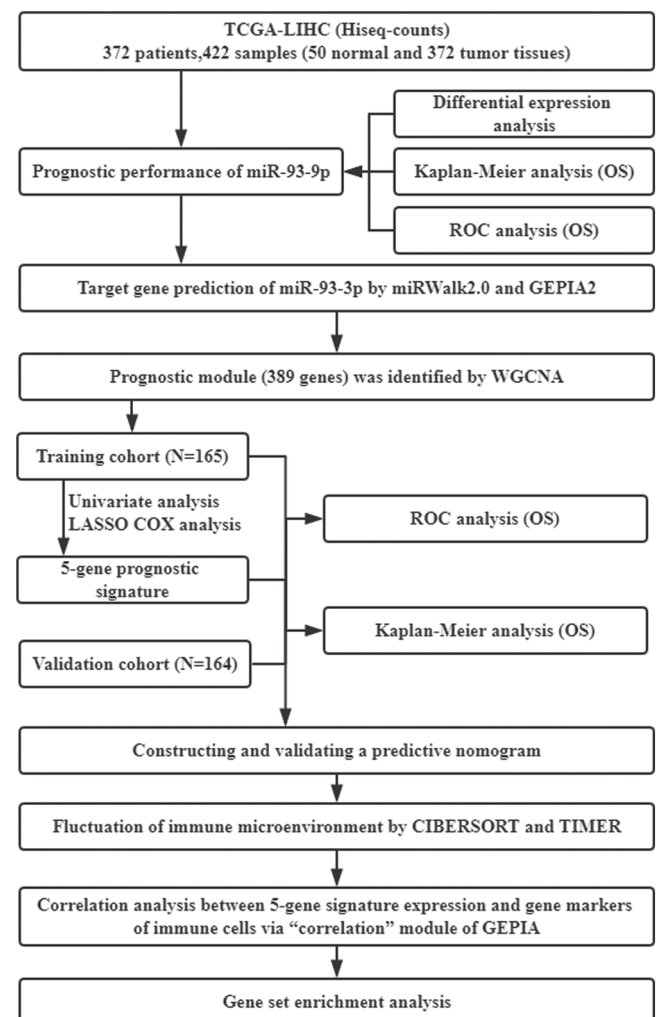 TCGA-LIHC (Hiseq-counts)
372 patients,422 samples (50 normal and 372 tumor tissues)
Differential expression
analysis
Prognostic performance of miR-93-9p
Kaplan-Meier analysis (OS)
ROC analysis (OS)
Target gene prediction of miR-93-3p by miRWalk2.0 and GEPIA2
Prognostic module (389 genes) was identified by WGCNA
Training cohort (N=165)
Univariate analysis
LASSO COX analysis
ROC analysis (OS)
5-gene prognostic
signature
Kaplan-Meier analysis (OS)
Validation cohort (N=164)
Constructing and validating a predictive nomogram
Fluctuation of immune microenvironment by CIBERSORT and TIMER
Correlation analysis between 5-gene signature expression and gene markers
of immune cells via “correlation” module of GEPIA
Gene set enrichment analysis